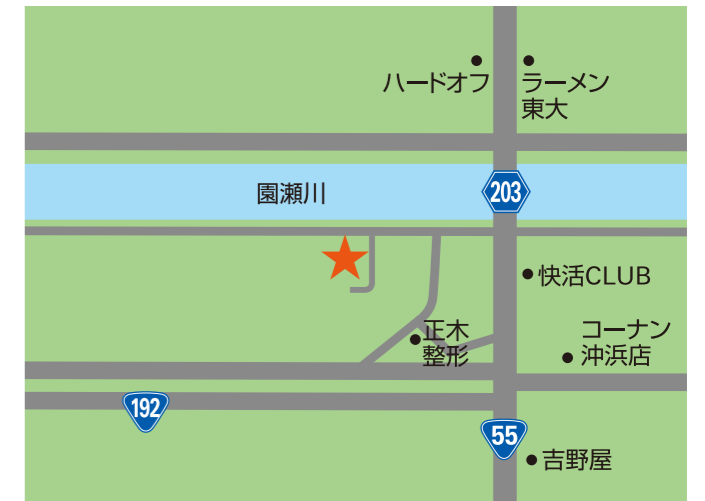 ハードオフ
ラーメン
東大
園瀬川
203
快活CLUB
正木
整形
コーナン
沖浜店
192
55
吉野屋